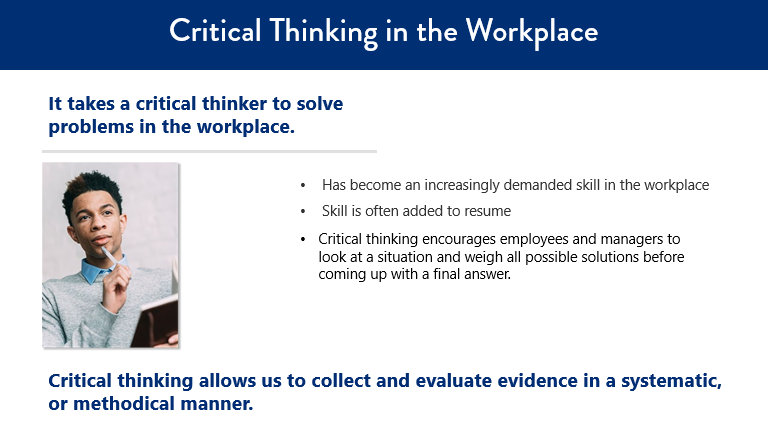 Critical Thinking in the Workplace
It takes a critical thinker to solve
problems in the workplace.
• Has become an increasingly demanded skill in the workplace
• Skill is often added to resume
• Critical thinking encourages employees and managers to
look at a situation and weigh all possible solutions before
coming up with a final answer.
Critical thinking allows us to collect and evaluate evidence in a systematic,
or methodical manner.